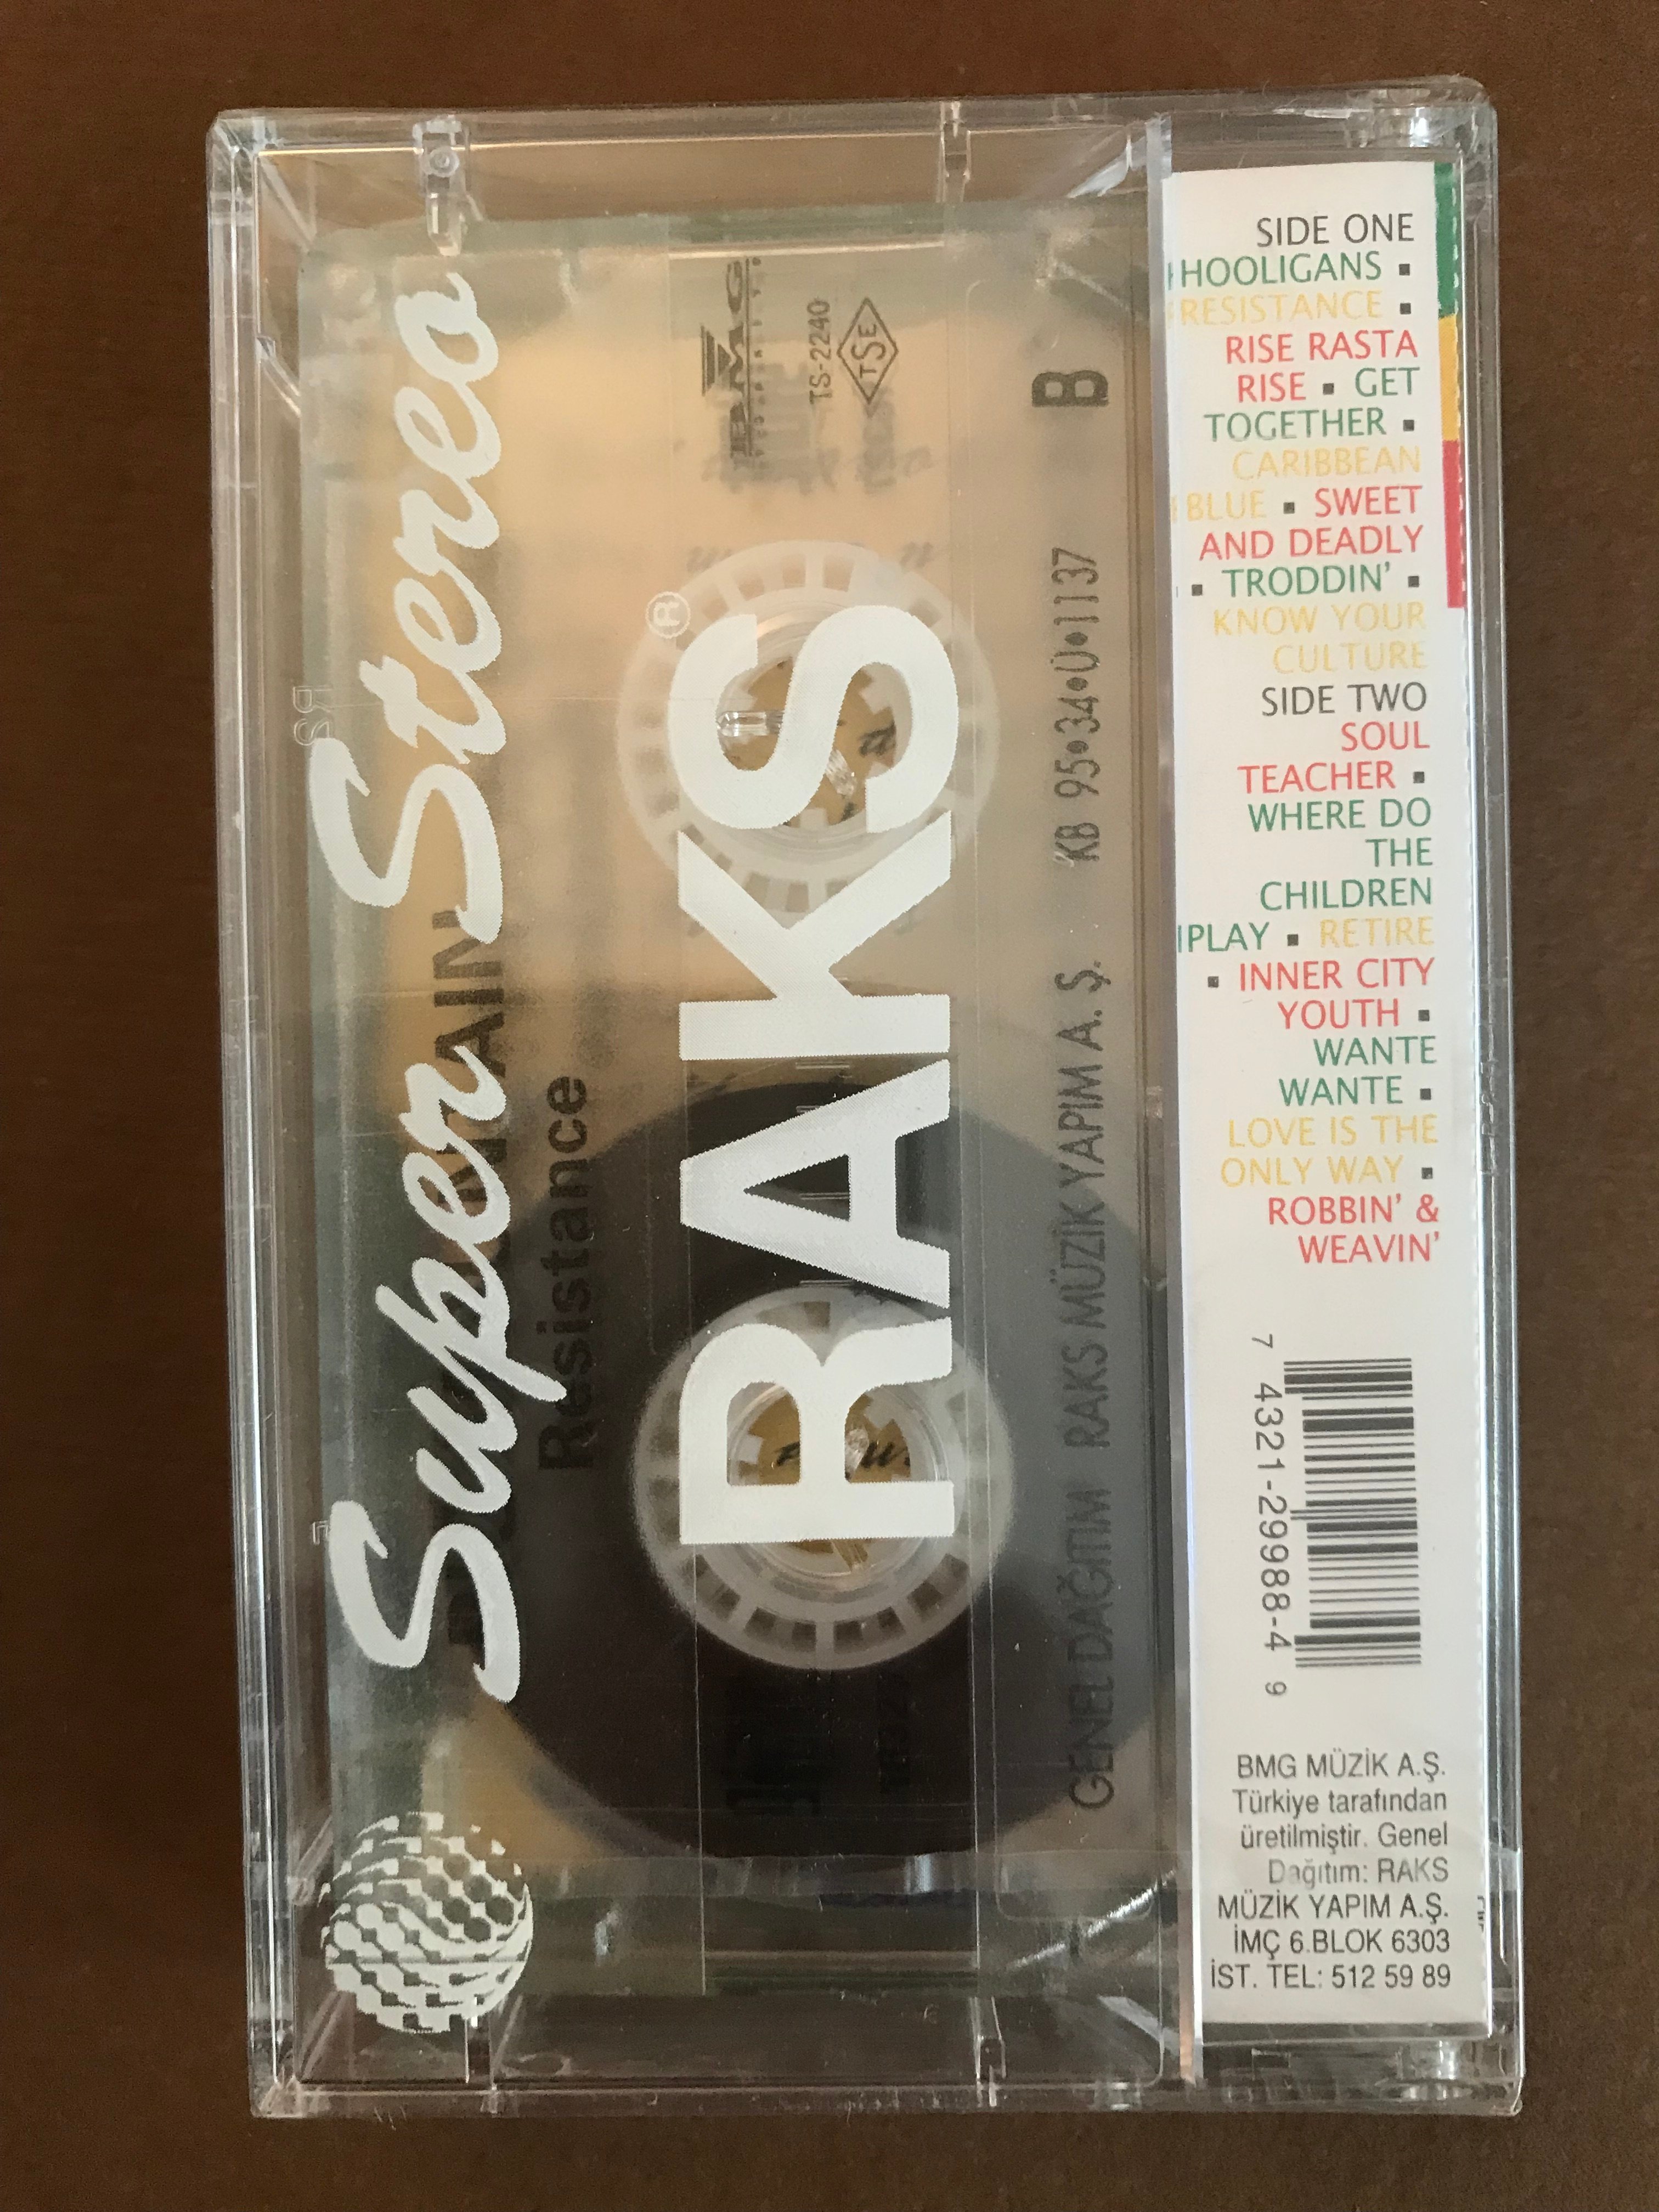 Super Stereo
Resistance
RAKS
®
BMG
TS-2240
TSE
B
GENEL DAĞITIM RAKS MÜZİK YAPIM A. Ş. KB 95•34•Ü•1137
SIDE ONE
HOOLIGANS ▪
RESISTANCE ▪
RISE RASTA
RISE ▪ GET
TOGETHER ▪
CARIBBEAN
BLUE ▪ SWEET
AND DEADLY
▪ TRODDIN' ▪
KNOW YOUR
CULTURE
SIDE TWO
SOUL
TEACHER ▪
WHERE DO
THE
CHILDREN
PLAY ▪ RETIRE
▪ INNER CITY
YOUTH ▪
WANTE
WANTE ▪
LOVE IS THE
ONLY WAY ▪
ROBBIN' &
WEAVIN'
7 4321-29988-4 9
BMG MÜZİK A.Ş.
Türkiye tarafından
üretilmiştir. Genel
Dağıtım: RAKS
MÜZİK YAPIM A.Ş.
İMÇ 6.BLOK 6303
İST. TEL: 512 59 89